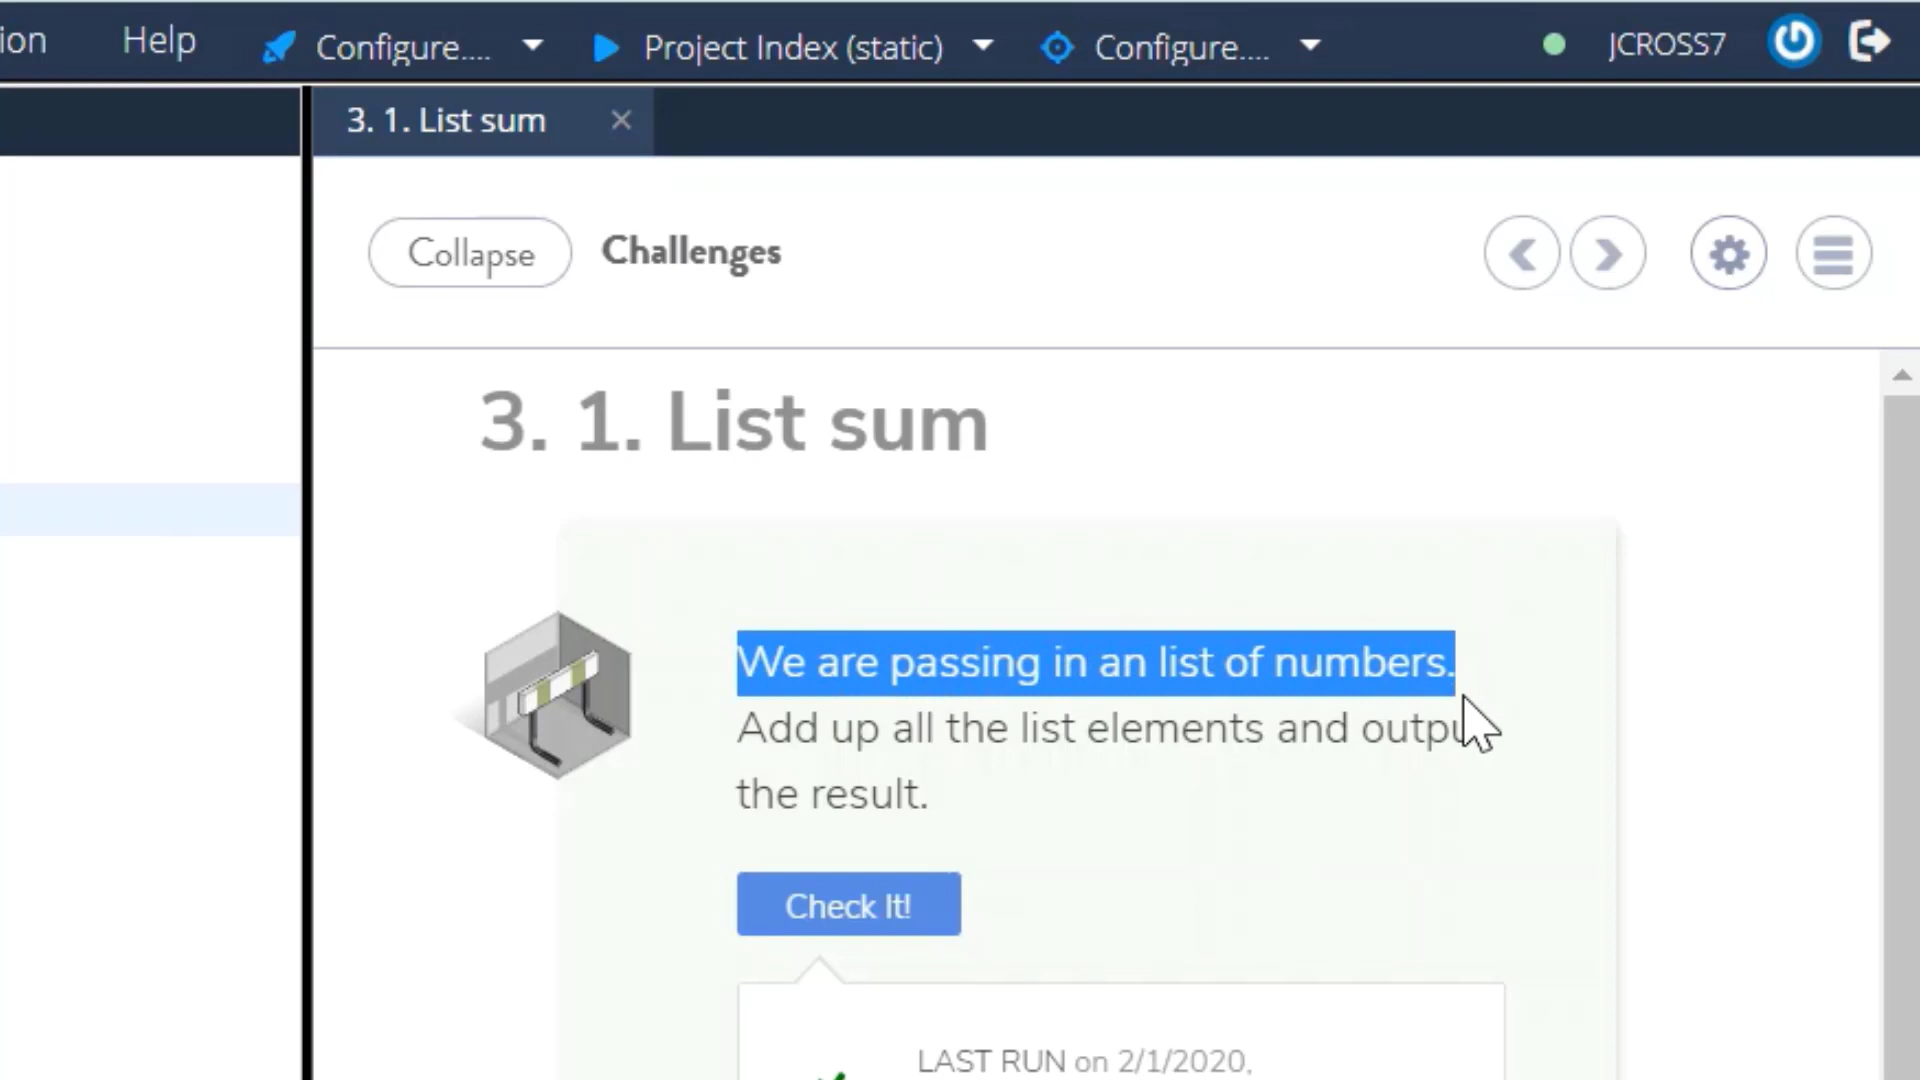 ion Help Configure.... Project Index (static) Configure.... JCROSS7
3. 1. List sum
Collapse Challenges
3. 1. List sum
We are passing in an list of numbers.
Add up all the list elements and outpu
the result.
Check It!
LAST RUN on 2/1/2020,